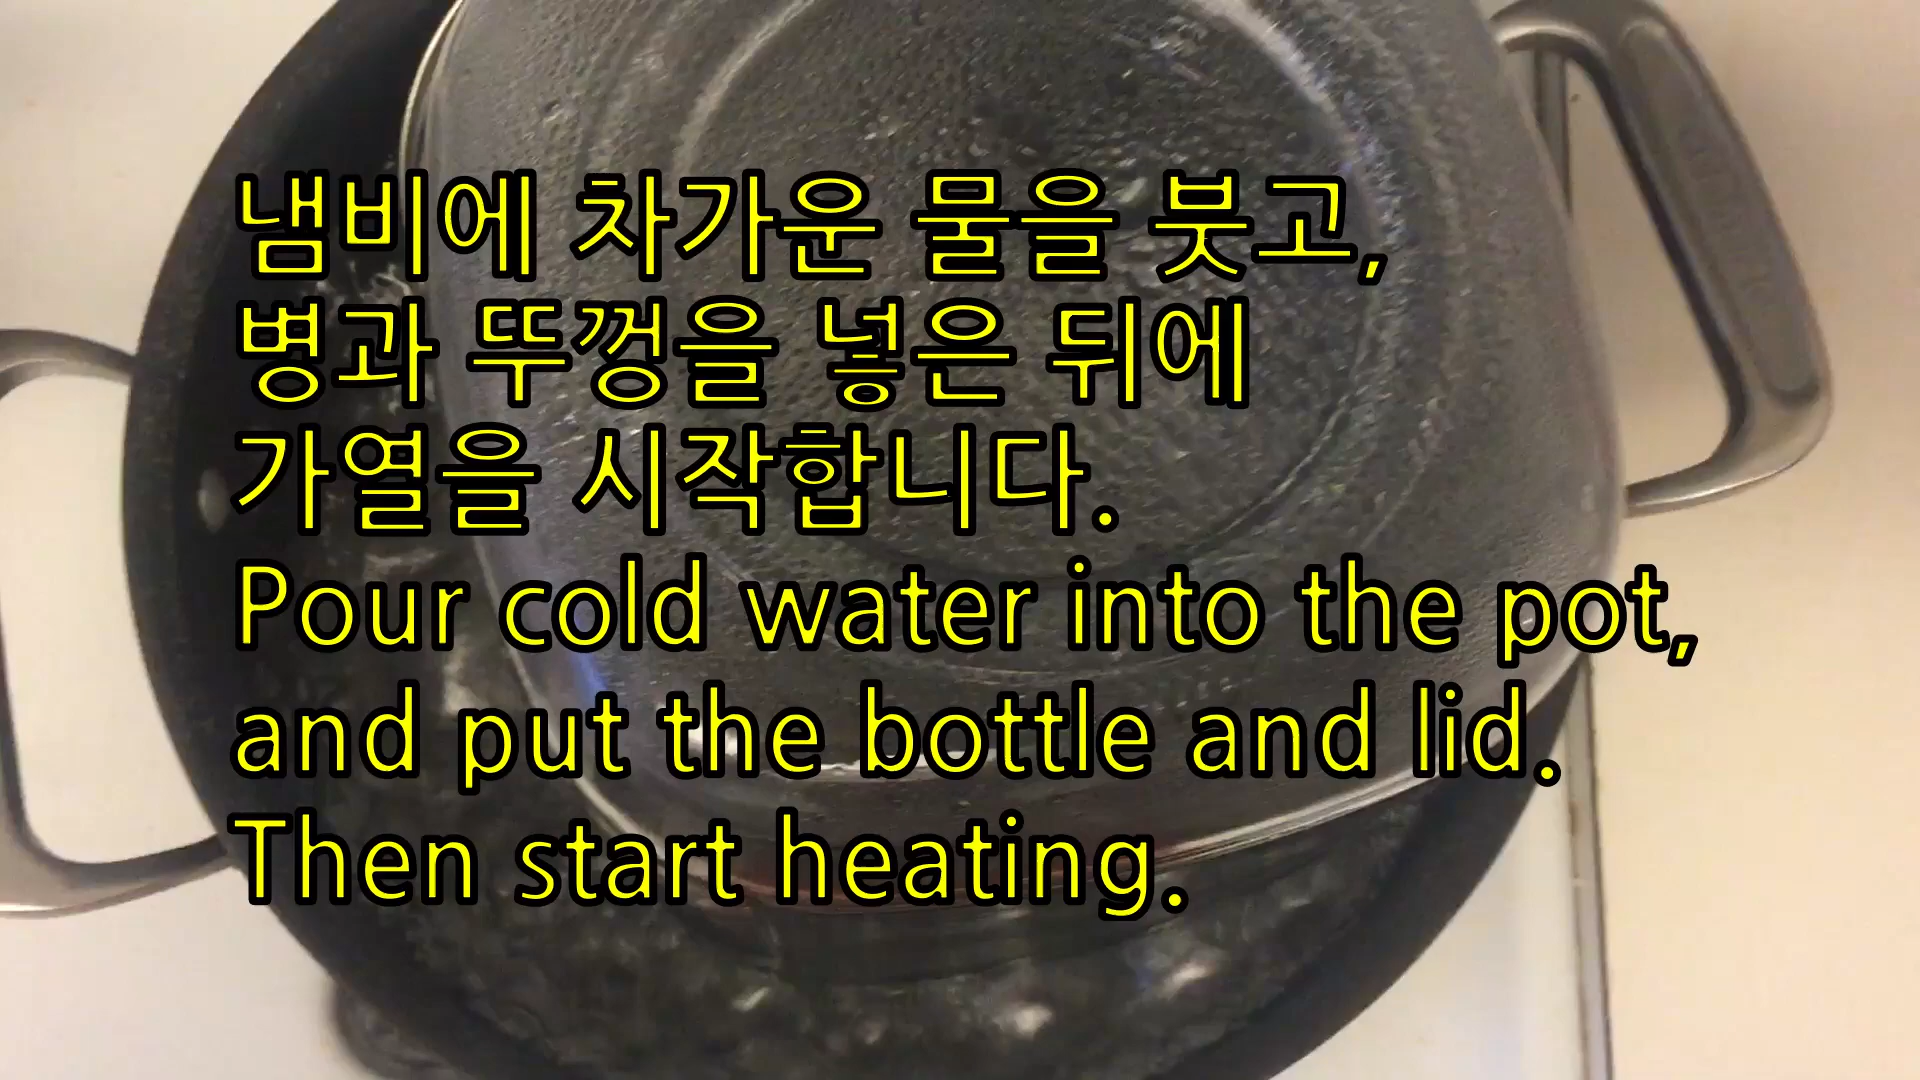 냄비에 차가운 물을 붓고,
병과 뚜껑을 넣은 뒤에
가열을 시작합니다.
Pour cold water into the pot,
and put the bottle and lid.
Then start heating.